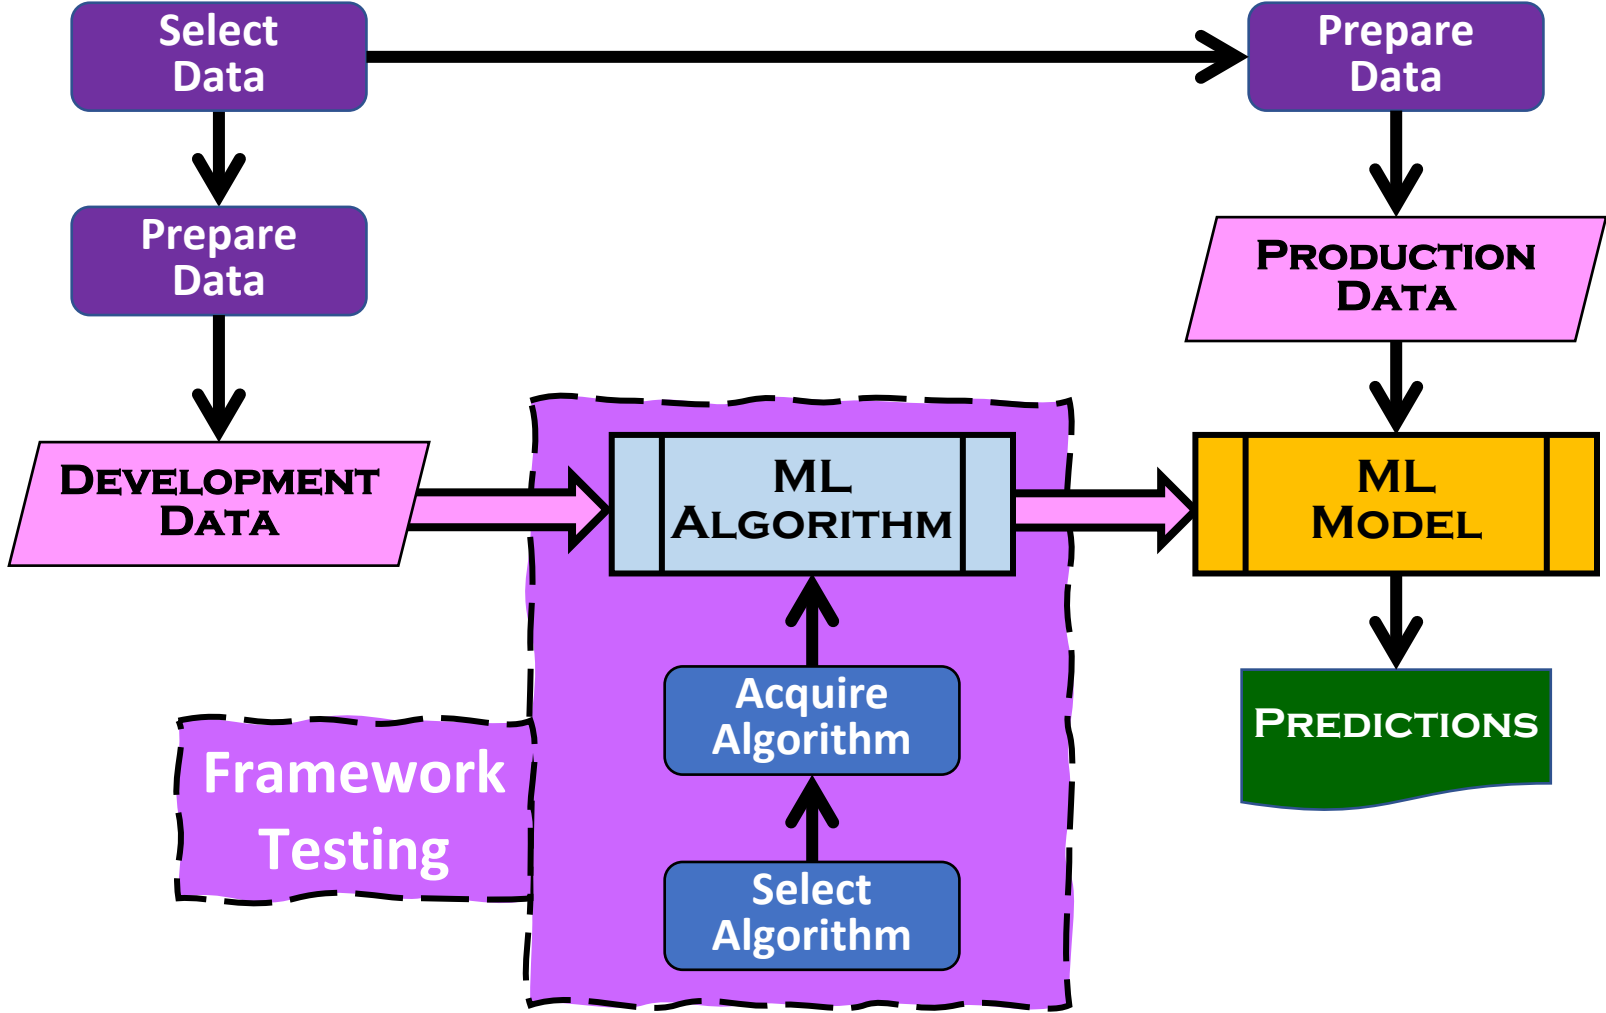 Select
Data
Prepare
Data
Prepare
Data
PRODUCTION
DATA
DEVELOPMENT
DATA
ML
ALGORITHM
ML
MODEL
Acquire
Algorithm
PREDICTIONS
Framework
Testing
Select
Algorithm